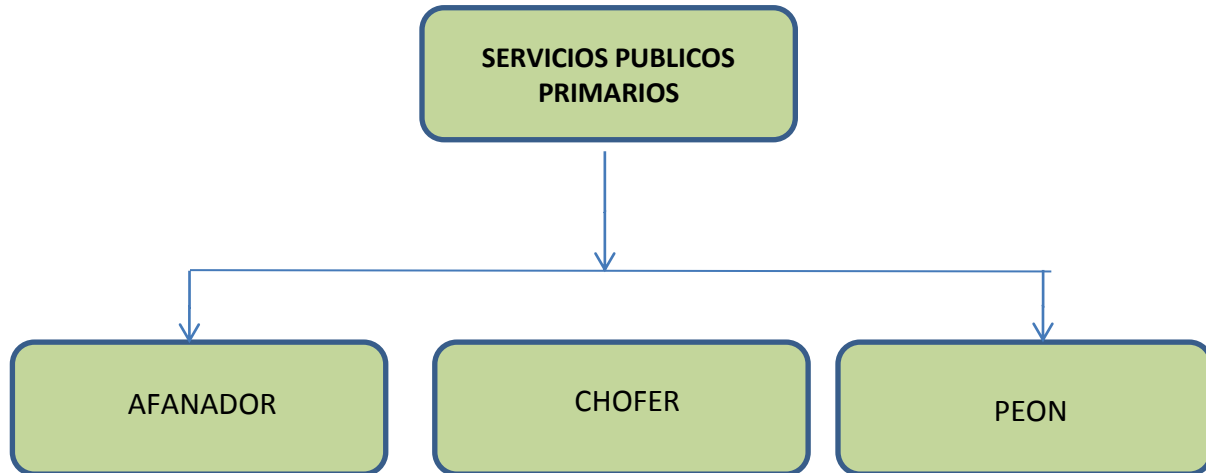 SERVICIOS PUBLICOS
PRIMARIOS
AFANADOR
CHOFER
PEON